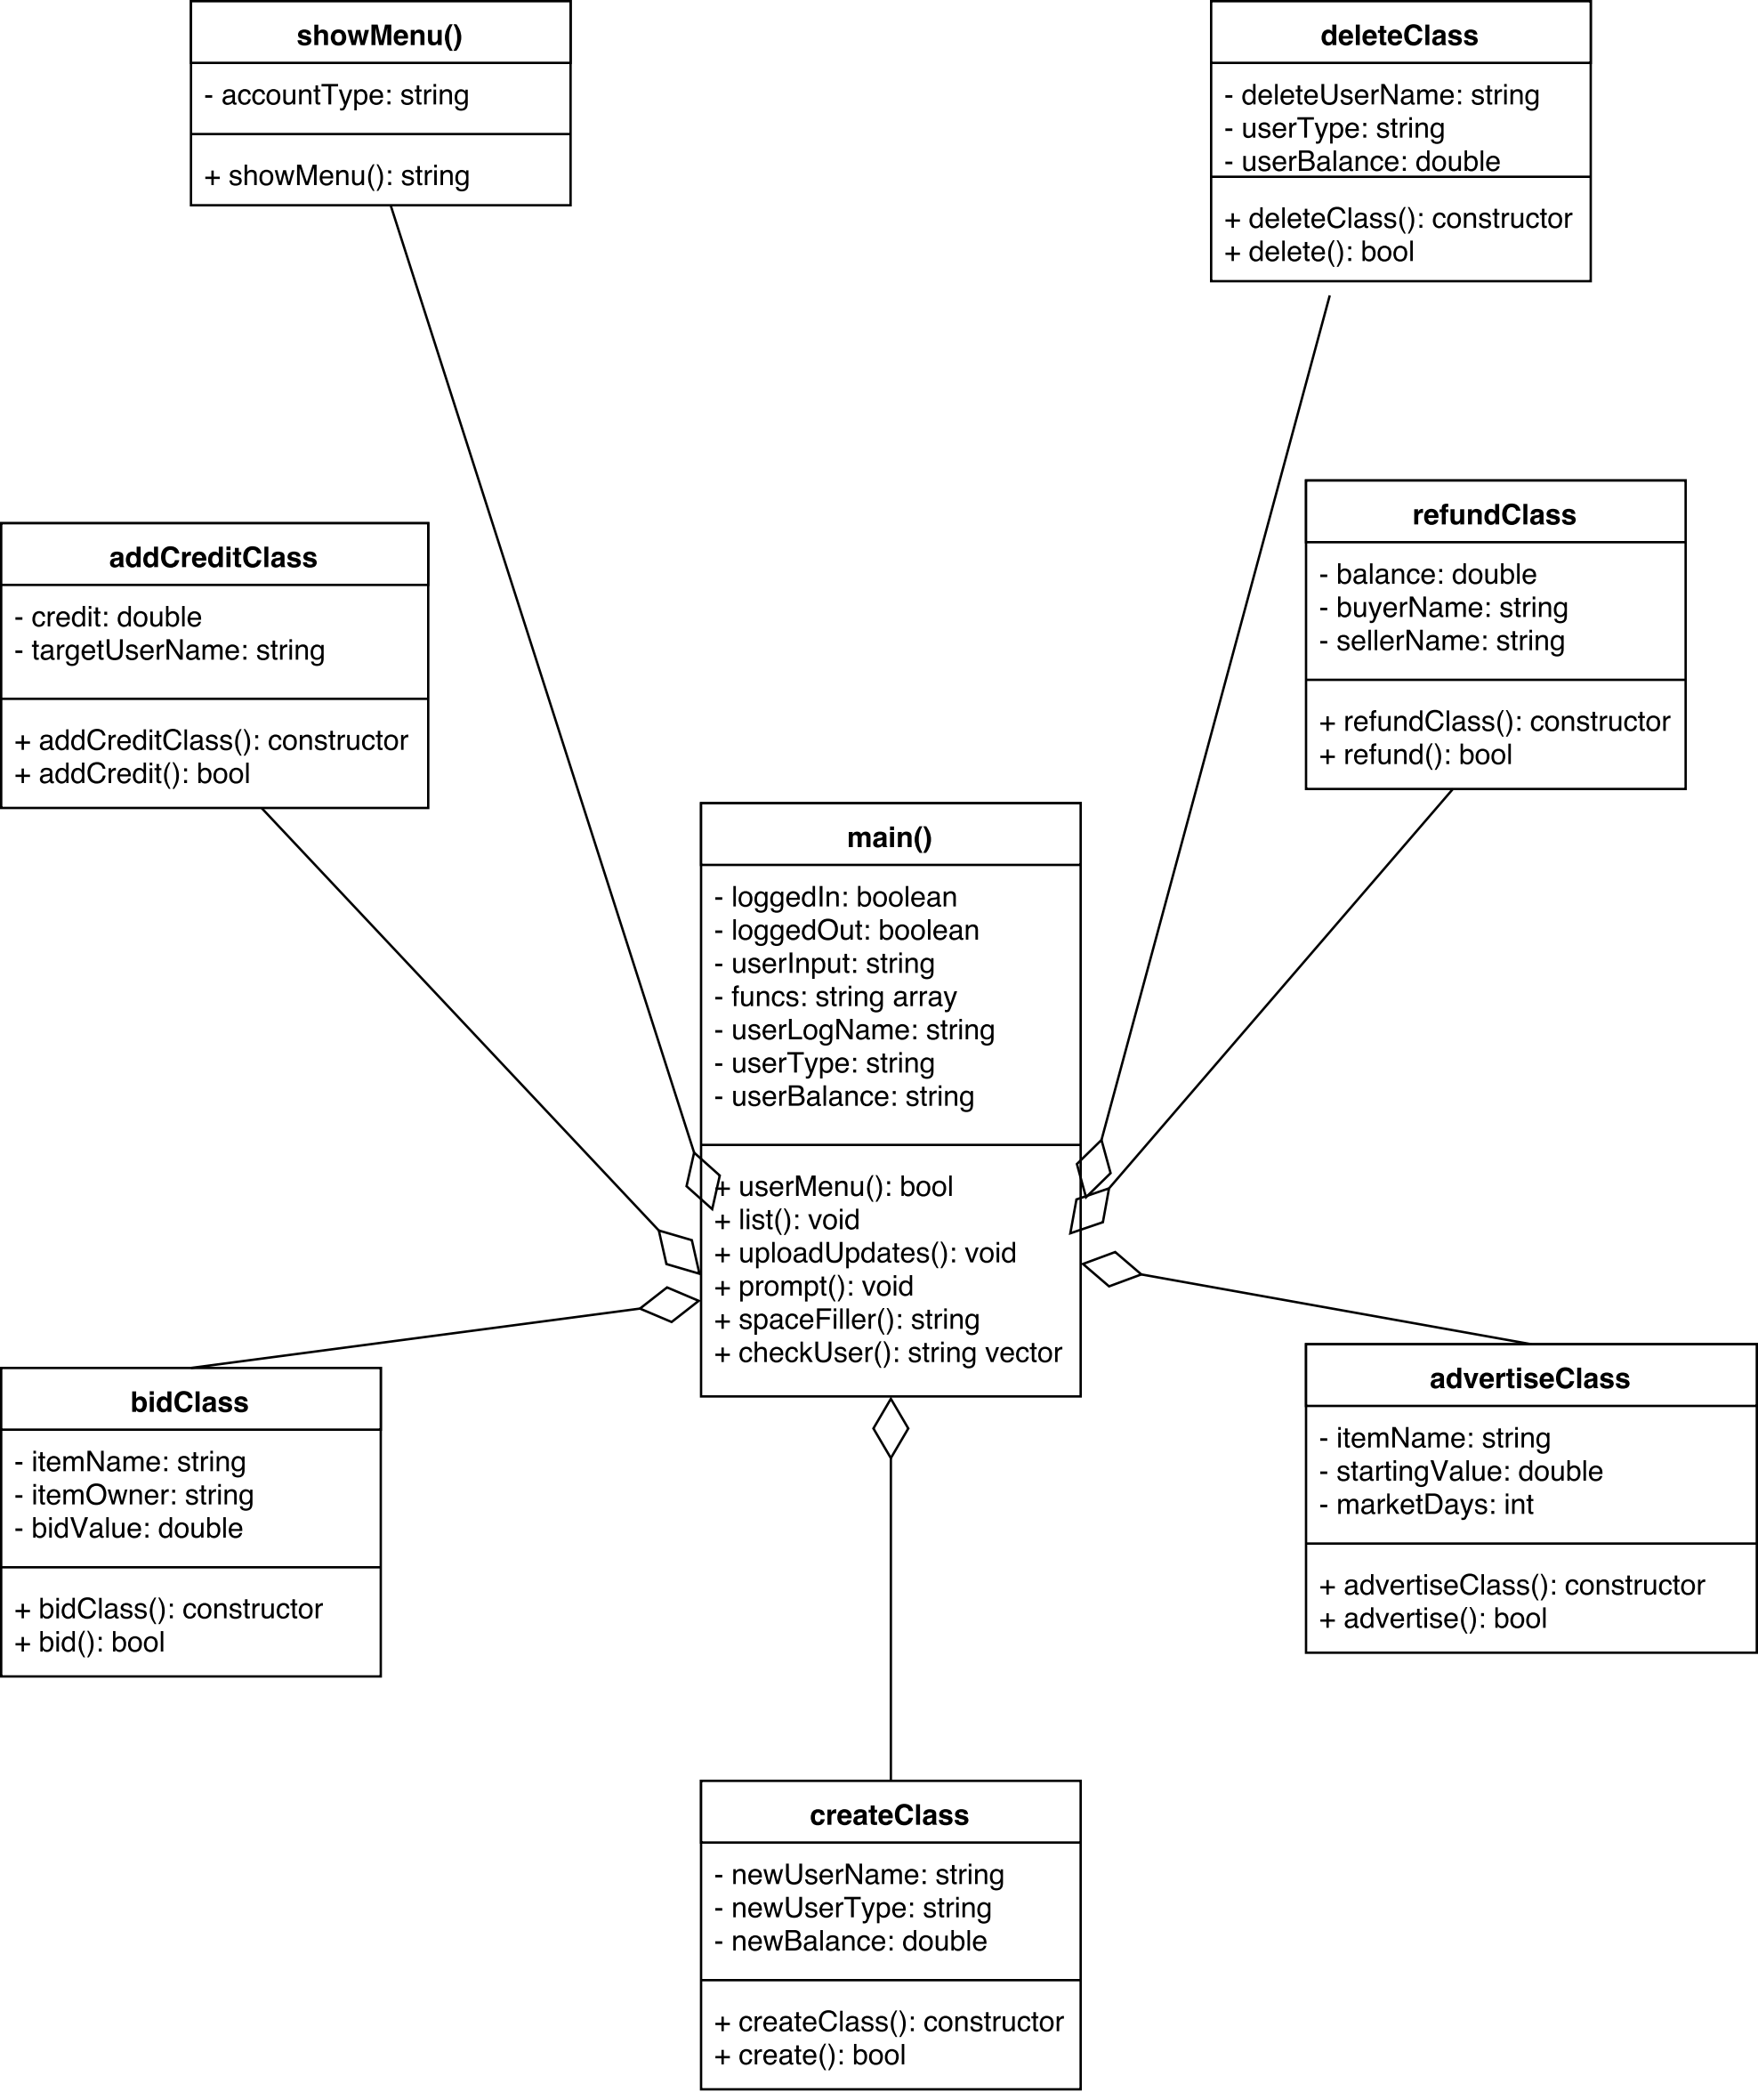 showMenu()
- accountType: string
+ showMenu(): string
deleteClass
- deleteUserName: string
- userType: string
- userBalance: double
+ deleteClass(): constructor
+ delete(): bool
addCreditClass
- credit: double
- targetUserName: string
+ addCreditClass(): constructor
+ addCredit(): bool
refundClass
- balance: double
- buyerName: string
- sellerName: string
+ refundClass(): constructor
+ refund(): bool
main()
- loggedIn: boolean
- loggedOut: boolean
- userInput: string
- funcs: string array
- userLogName: string
- userType: string
- userBalance: string
+ userMenu(): bool
+ list(): void
+ uploadUpdates(): void
+ prompt(): void
+ spaceFiller(): string
+ checkUser(): string vector
bidClass
- itemName: string
- itemOwner: string
- bidValue: double
+ bidClass(): constructor
+ bid(): bool
advertiseClass
- itemName: string
- startingValue: double
- marketDays: int
+ advertiseClass(): constructor
+ advertise(): bool
createClass
- newUserName: string
- newUserType: string
- newBalance: double
+ createClass(): constructor
+ create(): bool